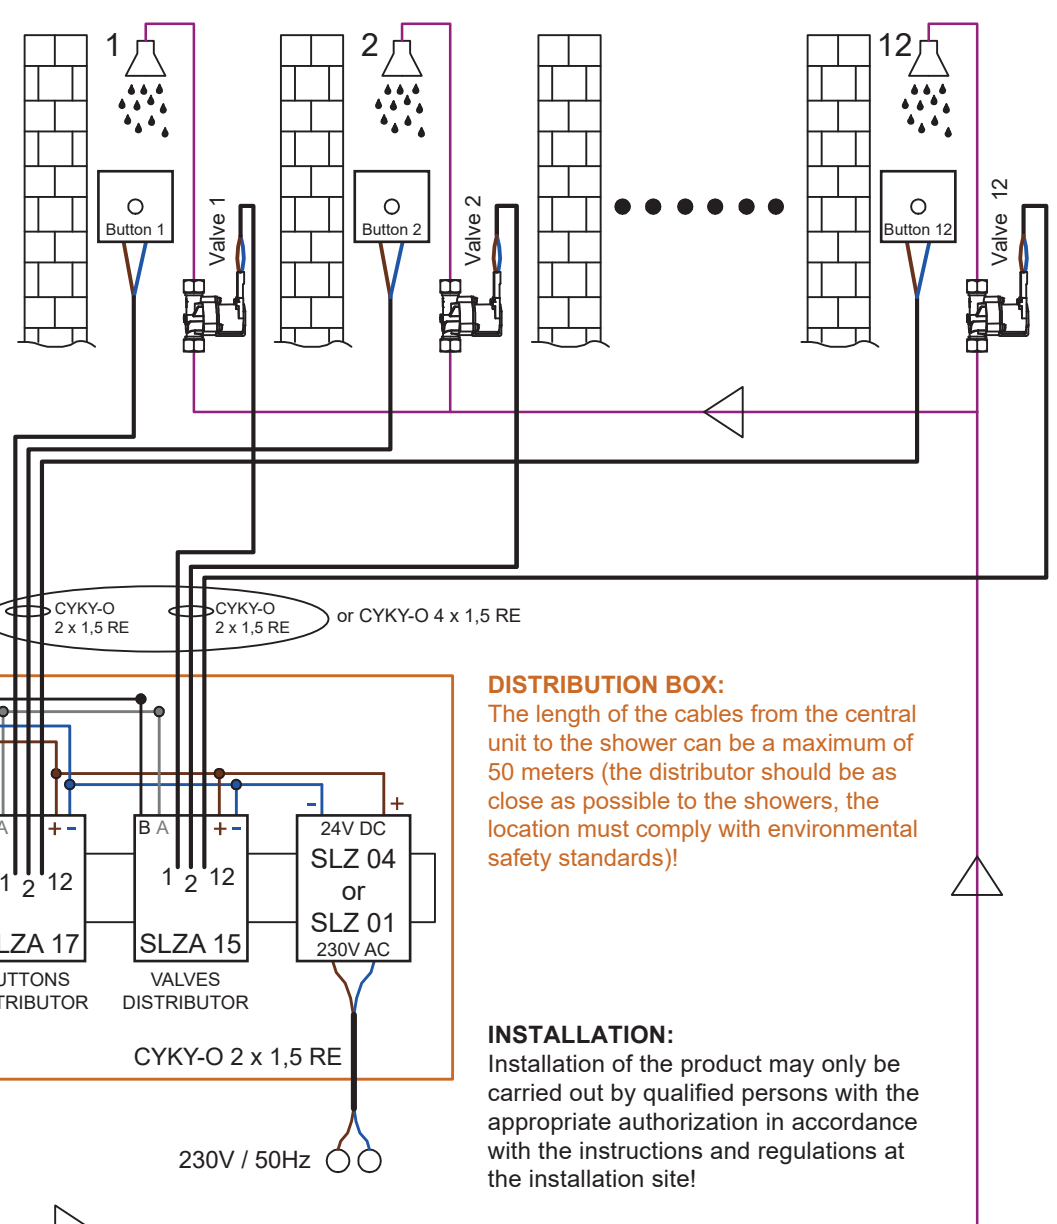 1
2
12
Button 1
Valve 1
Button 2
Valve 2
Button 12
Valve 12
CYKY-O
2 x 1,5 RE
CYKY-O
2 x 1,5 RE
or CYKY-O 4 x 1,5 RE
DISTRIBUTION BOX:
The length of the cables from the central
unit to the shower can be a maximum of
50 meters (the distributor should be as
close as possible to the showers, the
location must comply with environmental
safety standards)!
- +
A + -
B A + -
24V DC
SLZ 04
or
SLZ 01
230V AC
1 2 12
1 2 12
LZA 17
SLZA 15
UTTONS
TRIBUTOR
VALVES
DISTRIBUTOR
CYKY-O 2 x 1,5 RE
230V / 50Hz
INSTALLATION:
Installation of the product may only be
carried out by qualified persons with the
appropriate authorization in accordance
with the instructions and regulations at
the installation site!